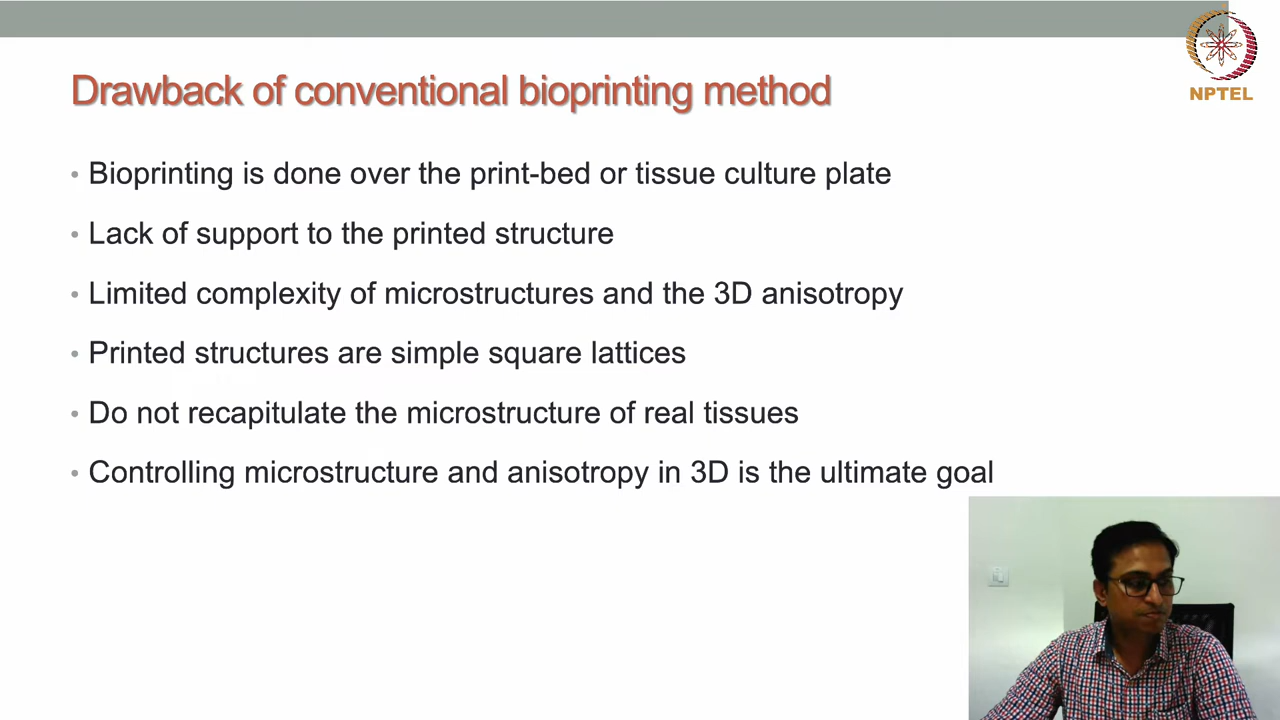 NPTEL
Drawback of conventional bioprinting method
• Bioprinting is done over the print-bed or tissue culture plate
• Lack of support to the printed structure
• Limited complexity of microstructures and the 3D anisotropy
• Printed structures are simple square lattices
• Do not recapitulate the microstructure of real tissues
• Controlling microstructure and anisotropy in 3D is the ultimate goal